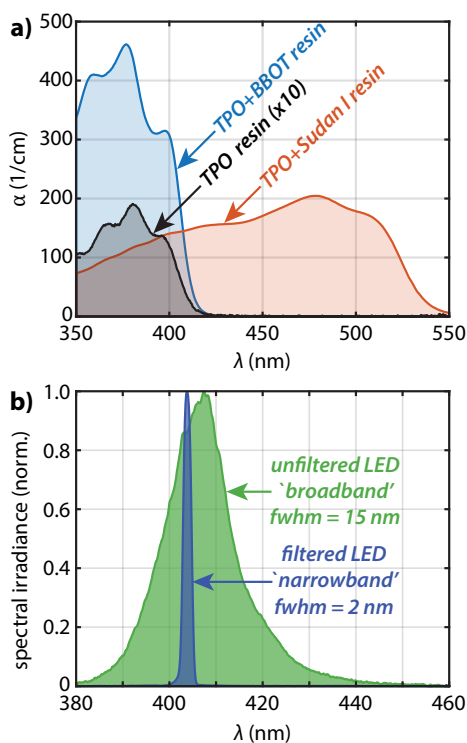 a)
500
400
300
200
100
0
α (1/cm)
TPO+BBOT resin
TPO resin (x10)
TPO+Sudan I resin
350
400
450
500
550
λ (nm)
b)
1.0
0.8
0.6
0.4
0.2
0
spectral irradiance (norm.)
unfiltered LED
`broadband’
fwhm = 15 nm
filtered LED
`narrowband’
fwhm = 2 nm
380
400
420
440
460
λ (nm)